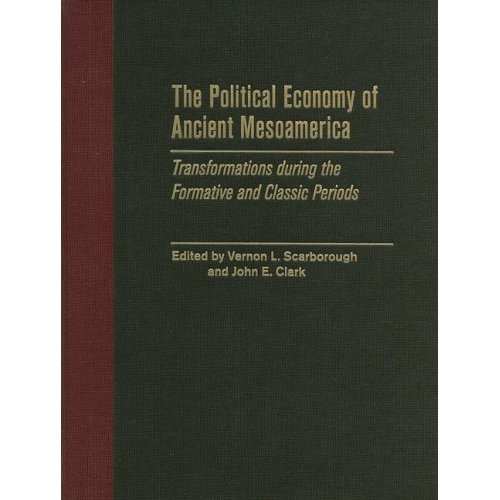 The Political Economy of
Ancient Mesoamerica
Transformations during the
Formative and Classic Periods
Edited by Vernon L. Scarborough
and John E. Clark